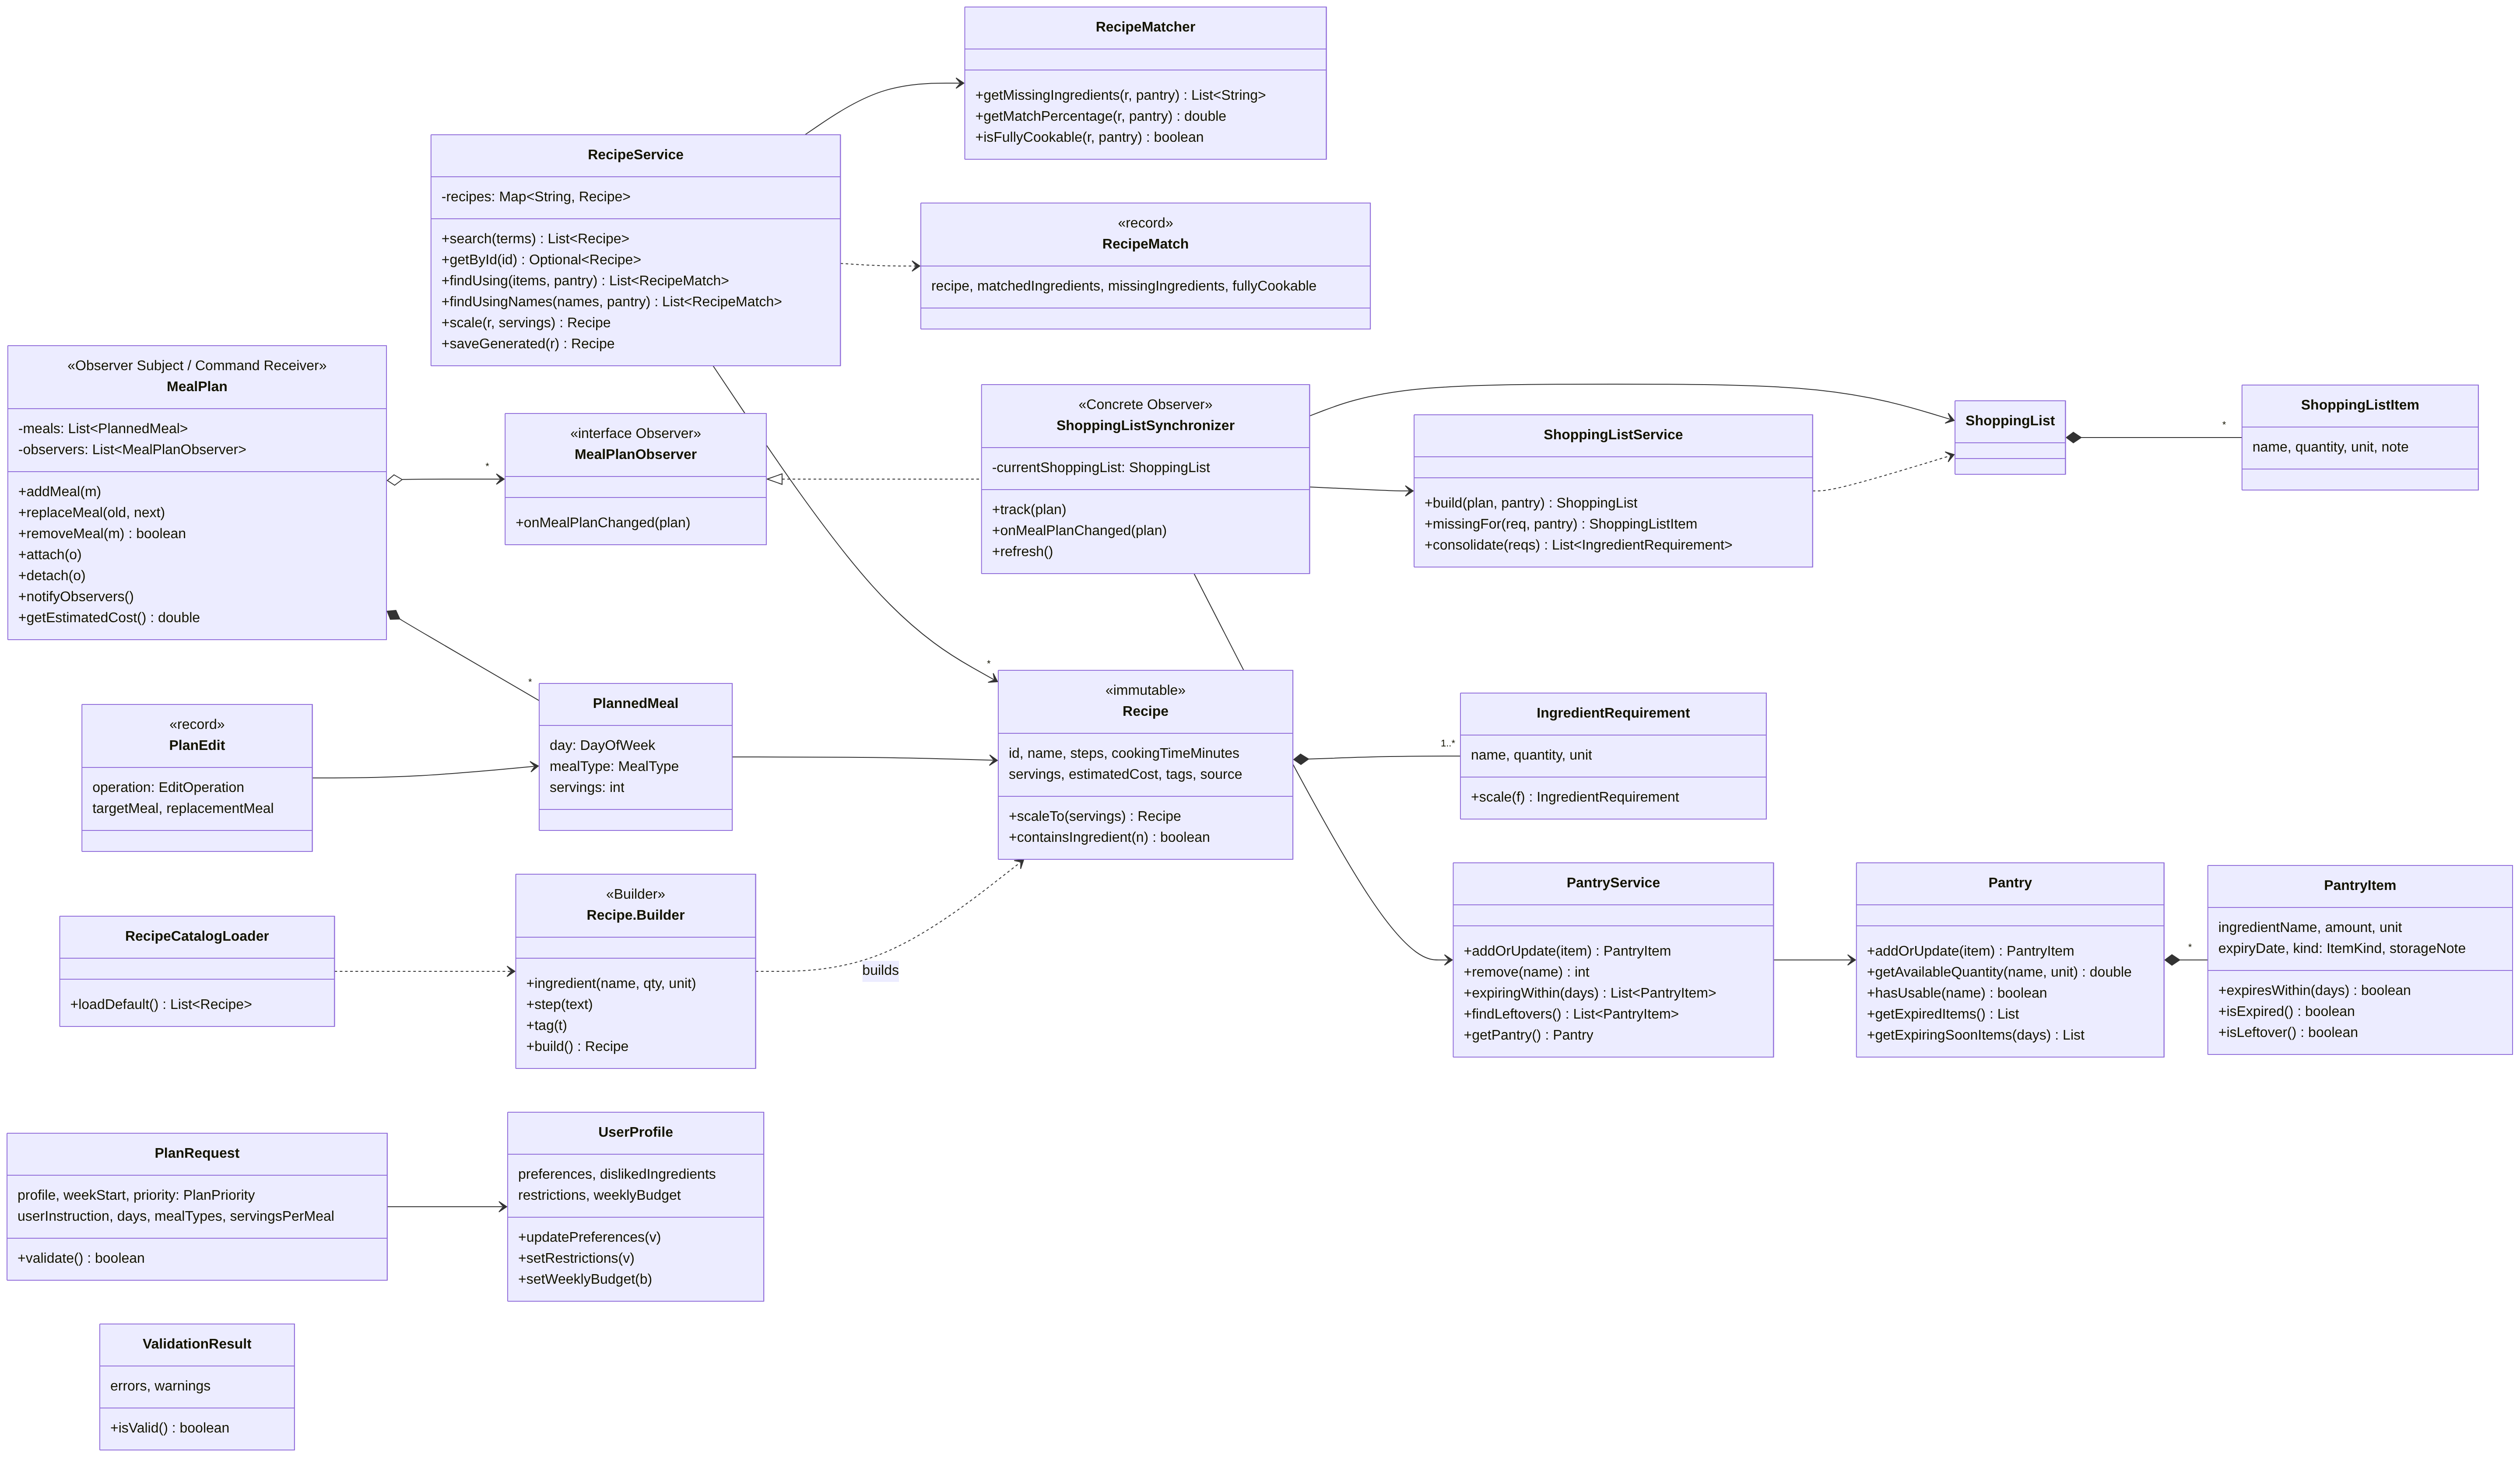 RecipeMatcher
+getMissingIngredients(r, pantry) : List<String>
+getMatchPercentage(r, pantry) : double
+isFullyCookable(r, pantry) : boolean
RecipeService
-recipes: Map<String, Recipe>
+search(terms) : List<Recipe>
+getById(id) : Optional<Recipe>
+findUsing(items, pantry) : List<RecipeMatch>
+findUsingNames(names, pantry) : List<RecipeMatch>
+scale(r, servings) : Recipe
+saveGenerated(r) : Recipe
«record»
RecipeMatch
recipe, matchedIngredients, missingIngredients, fullyCookable
«Observer Subject / Command Receiver»
MealPlan
-meals: List<PlannedMeal>
-observers: List<MealPlanObserver>
+addMeal(m)
+replaceMeal(old, next)
+removeMeal(m) : boolean
+attach(o)
+detach(o)
+notifyObservers()
+getEstimatedCost() : double
*
«interface Observer»
MealPlanObserver
+onMealPlanChanged(plan)
«Concrete Observer»
ShoppingListSynchronizer
-currentShoppingList: ShoppingList
+track(plan)
+onMealPlanChanged(plan)
+refresh()
ShoppingListService
+build(plan, pantry) : ShoppingList
+missingFor(req, pantry) : ShoppingListItem
+consolidate(reqs) : List<IngredientRequirement>
ShoppingList
*
ShoppingListItem
name, quantity, unit, note
*
«record»
PlanEdit
operation: EditOperation
targetMeal, replacementMeal
PlannedMeal
day: DayOfWeek
mealType: MealType
servings: int
*
«immutable»
Recipe
id, name, steps, cookingTimeMinutes
servings, estimatedCost, tags, source
+scaleTo(servings) : Recipe
+containsIngredient(n) : boolean
1..*
IngredientRequirement
name, quantity, unit
+scale(f) : IngredientRequirement
RecipeCatalogLoader
+loadDefault() : List<Recipe>
«Builder»
Recipe.Builder
+ingredient(name, qty, unit)
+step(text)
+tag(t)
+build() : Recipe
builds
PantryService
+addOrUpdate(item) : PantryItem
+remove(name) : int
+expiringWithin(days) : List<PantryItem>
+findLeftovers() : List<PantryItem>
+getPantry() : Pantry
Pantry
+addOrUpdate(item) : PantryItem
+getAvailableQuantity(name, unit) : double
+hasUsable(name) : boolean
+getExpiredItems() : List
+getExpiringSoonItems(days) : List
*
PantryItem
ingredientName, amount, unit
expiryDate, kind: ItemKind, storageNote
+expiresWithin(days) : boolean
+isExpired() : boolean
+isLeftover() : boolean
PlanRequest
profile, weekStart, priority: PlanPriority
userInstruction, days, mealTypes, servingsPerMeal
+validate() : boolean
UserProfile
preferences, dislikedIngredients
restrictions, weeklyBudget
+updatePreferences(v)
+setRestrictions(v)
+setWeeklyBudget(b)
ValidationResult
errors, warnings
+isValid() : boolean